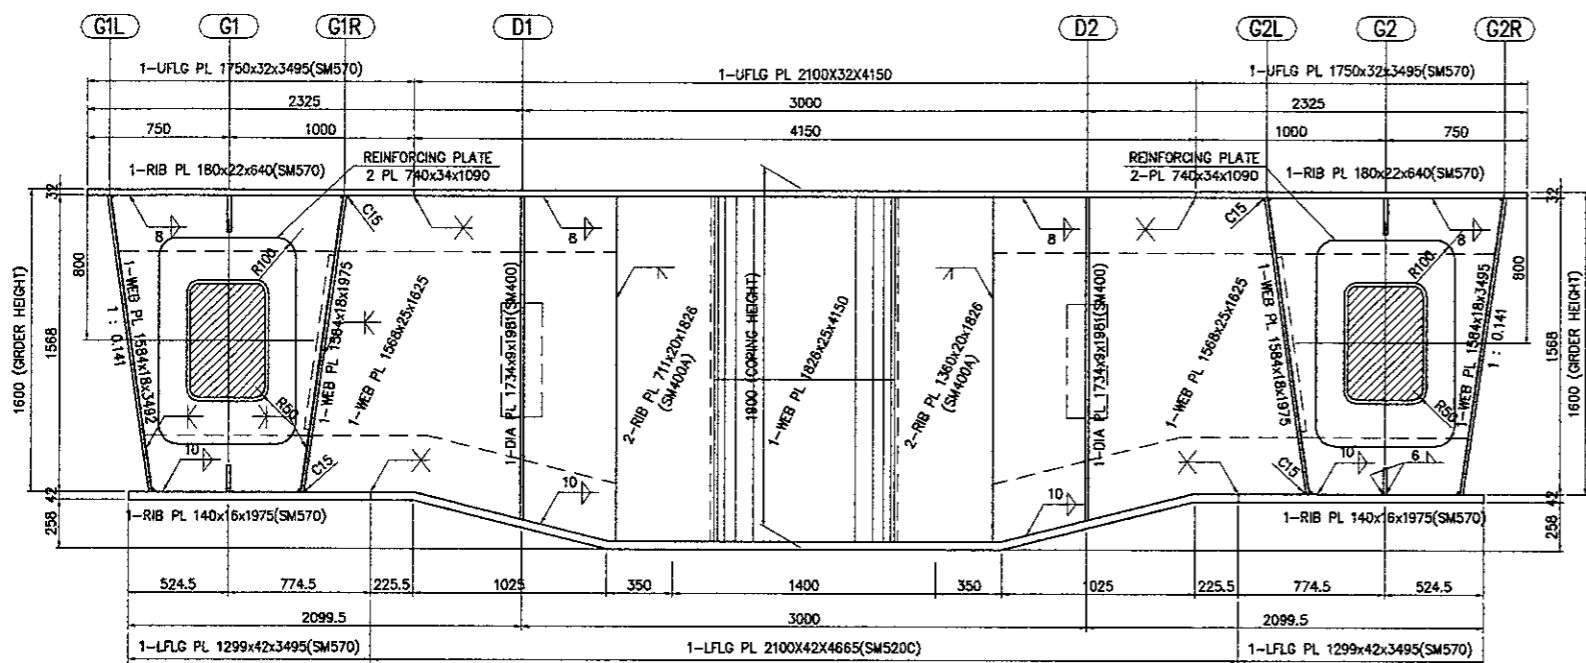 G1L G1 G1R D1 D2 G2L G2 G2R
1-UFLG PL 1750x32x3495(SM570)
1-UFLG PL 2100X32X4150
1-UFLG PL 1750x32x3495(SM570)
2325 3000 2325
750 1000 4150 1000 750
REINFORCING PLATE
2 PL 740x34x1090
REINFORCING PLATE
2-PL 740x34x1090
1-RIB PL 180x22x640(SM570)
1-RIB PL 180x22x640(SM570)
32
32
C15
C15
8
8
8
8
800
800
R100
R100
1600 (GIRDER HEIGHT)
1568
1-WEB PL 1584x18x3492
1 : 0.141
1-WEB PL 1584x18x1975
1-WEB PL 1568x25x1625
1-DIA PL 1734x9x1981(SM400)
2-RIB PL 711x20x1826
(SM400A)
1900 (COPING HEIGHT)
1-WEB PL 1826x25x4150
2-RIB PL 1360x20x1826
(SM400A)
1-DIA PL 1734x9x1981(SM400)
1-WEB PL 1568x25x1625
1-WEB PL 1584x18x1975
1-WEB PL 1584x18x3495
1 : 0.141
1568
1600 (GIRDER HEIGHT)
R50
R50
10
C15
10
10
C15
10
6
42
258
42
258
1-RIB PL 140x16x1975(SM570)
1-RIB PL 140x16x1975(SM570)
524.5 774.5 225.5 1025 350 1400 350 1025 225.5 774.5 524.5
2099.5 3000 2099.5
1-LFLG PL 1299x42x3495(SM570)
1-LFLG PL 2100X42X4665(SM520C)
1-LFLG PL 1299x42x3495(SM570)